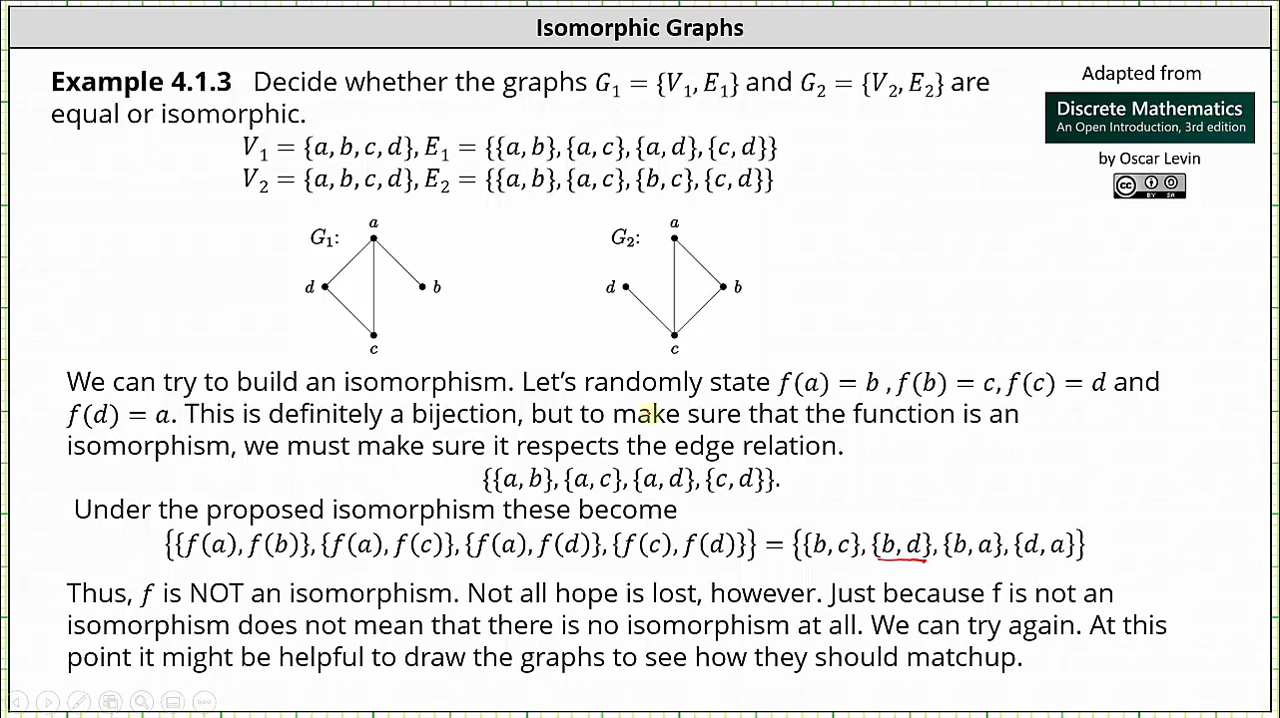 Isomorphic Graphs
Example 4.1.3 Decide whether the graphs G₁ = {V₁, E₁} and G₂ = {V₂, E₂} are
equal or isomorphic.
V₁ = {a, b, c, d}, E₁ = {{a, b}, {a, c}, {a, d}, {c, d}}
V₂ = {a, b, c, d}, E₂ = {{a, b}, {a, c}, {b, c}, {c, d}}
Adapted from
Discrete Mathematics
An Open Introduction, 3rd edition
by Oscar Levin
cc
BY SA
G₁:
a
d
b
c
G₂:
a
d
b
c
We can try to build an isomorphism. Let’s randomly state f(a) = b , f(b) = c, f(c) = d and
f(d) = a. This is definitely a bijection, but to make sure that the function is an
isomorphism, we must make sure it respects the edge relation.
{{a, b}, {a, c}, {a, d}, {c, d}}.
Under the proposed isomorphism these become
{{f(a), f(b)}, {f(a), f(c)}, {f(a), f(d)}, {f(c), f(d)}} = {{b, c}, {b, d}, {b, a}, {d, a}}
Thus, f is NOT an isomorphism. Not all hope is lost, however. Just because f is not an
isomorphism does not mean that there is no isomorphism at all. We can try again. At this
point it might be helpful to draw the graphs to see how they should matchup.